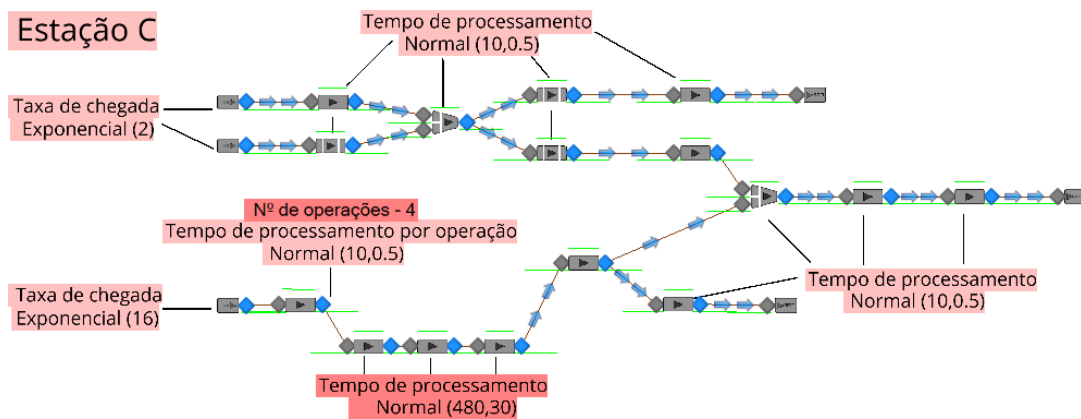 Estação C
Tempo de processamento
Normal (10,0.5)
Taxa de chegada
Exponencial (2)
Nº de operações - 4
Tempo de processamento por operação
Normal (10,0.5)
Taxa de chegada
Exponencial (16)
Tempo de processamento
Normal (10,0.5)
Tempo de processamento
Normal (480,30)